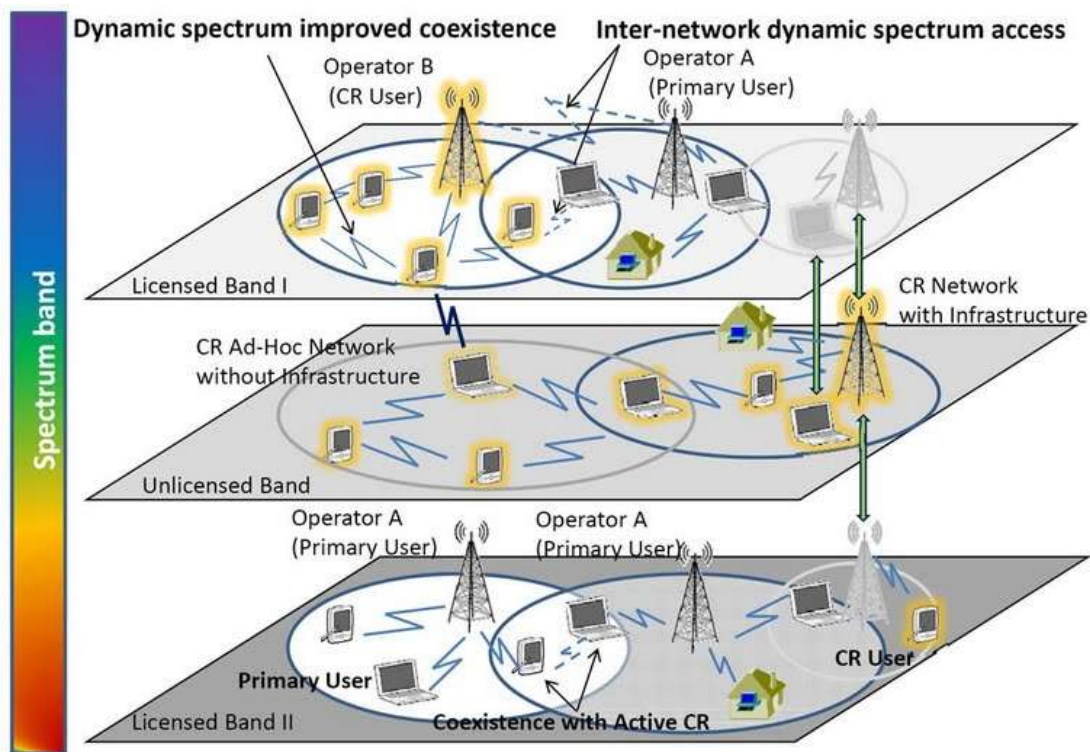 Dynamic spectrum improved coexistence
Inter-network dynamic spectrum access
Operator B
(CR User)
Operator A
(Primary User)
Licensed Band I
CR Network
with Infrastructure
CR Ad-Hoc Network
without Infrastructure
Spectrum band
Unlicensed Band
Operator A
(Primary User)
Operator A
(Primary User)
CR User
Primary User
Coexistence with Active CR
Licensed Band II